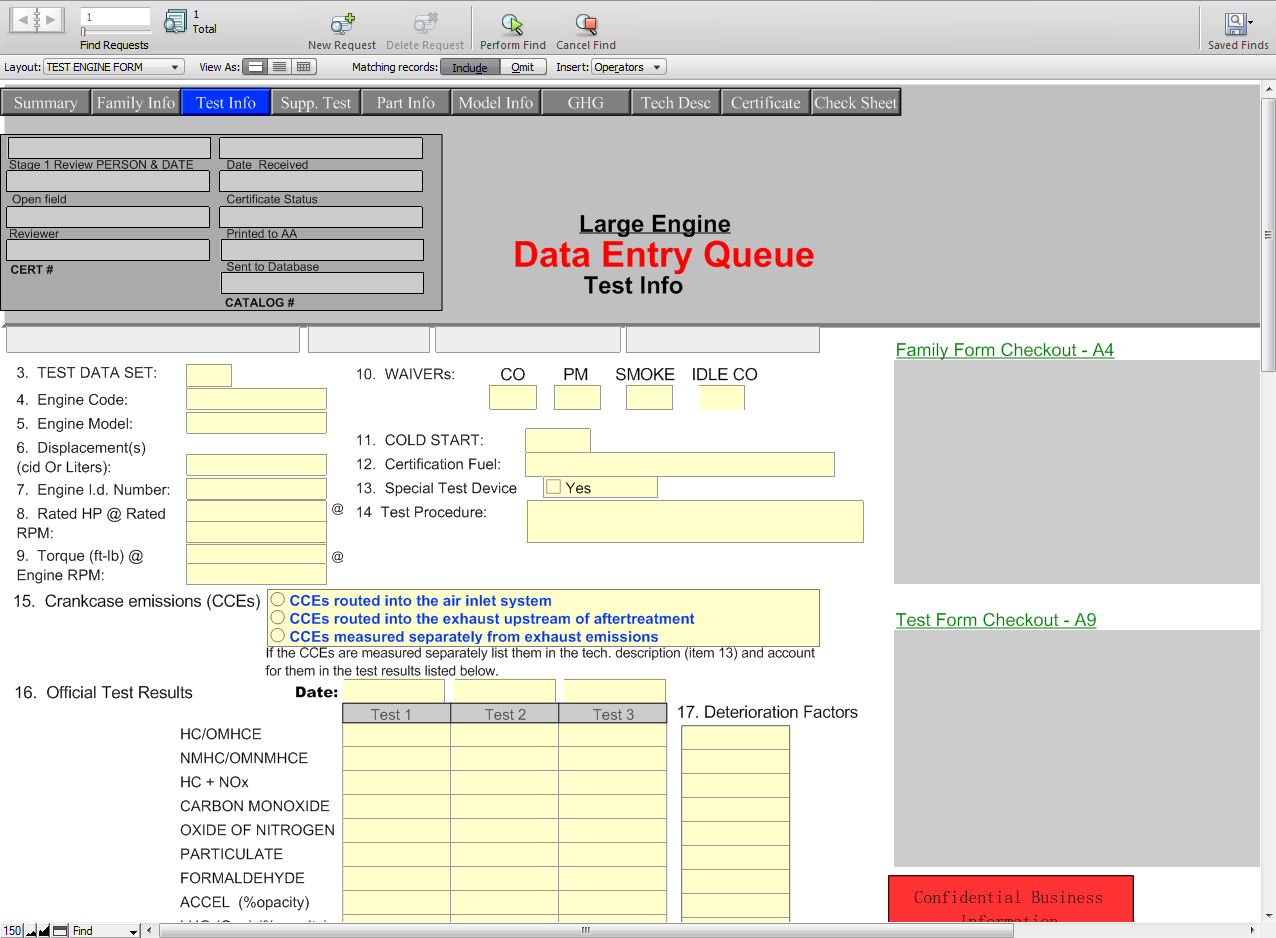 1
1
Total
Find Requests
New Request
Delete Request
Perform Find
Cancel Find
Saved Finds
Layout: TEST ENGINE FORM
View As:
Matching records: Include Omit
Insert: Operators
Summary
Family Info
Test Info
Supp. Test
Part Info
Model Info
GHG
Tech Desc
Certificate
Check Sheet
Stage 1 Review PERSON & DATE
Date Received
Open field
Certificate Status
Reviewer
Printed to AA
CERT #
Sent to Database
CATALOG #
Large Engine
Data Entry Queue
Test Info
3. TEST DATA SET:
4. Engine Code:
5. Engine Model:
6. Displacement(s)
(cid Or Liters):
7. Engine I.d. Number:
8. Rated HP @ Rated
RPM:
@
9. Torque (ft-lb) @
Engine RPM:
@
10. WAIVERs: CO PM SMOKE IDLE CO
11. COLD START:
12. Certification Fuel:
13. Special Test Device Yes
14 Test Procedure:
Family Form Checkout - A4
15. Crankcase emissions (CCEs)
CCEs routed into the air inlet system
CCEs routed into the exhaust upstream of aftertreatment
CCEs measured separately from exhaust emissions
If the CCEs are measured separately list them in the tech. description (item 13) and account
for them in the test results listed below.
Test Form Checkout - A9
16. Official Test Results Date:
Test 1 Test 2 Test 3
17. Deterioration Factors
HC/OMHCE
NMHC/OMNMHCE
HC + NOx
CARBON MONOXIDE
OXIDE OF NITROGEN
PARTICULATE
FORMALDEHYDE
ACCEL (%opacity)
Confidential Business
Information
150 Find